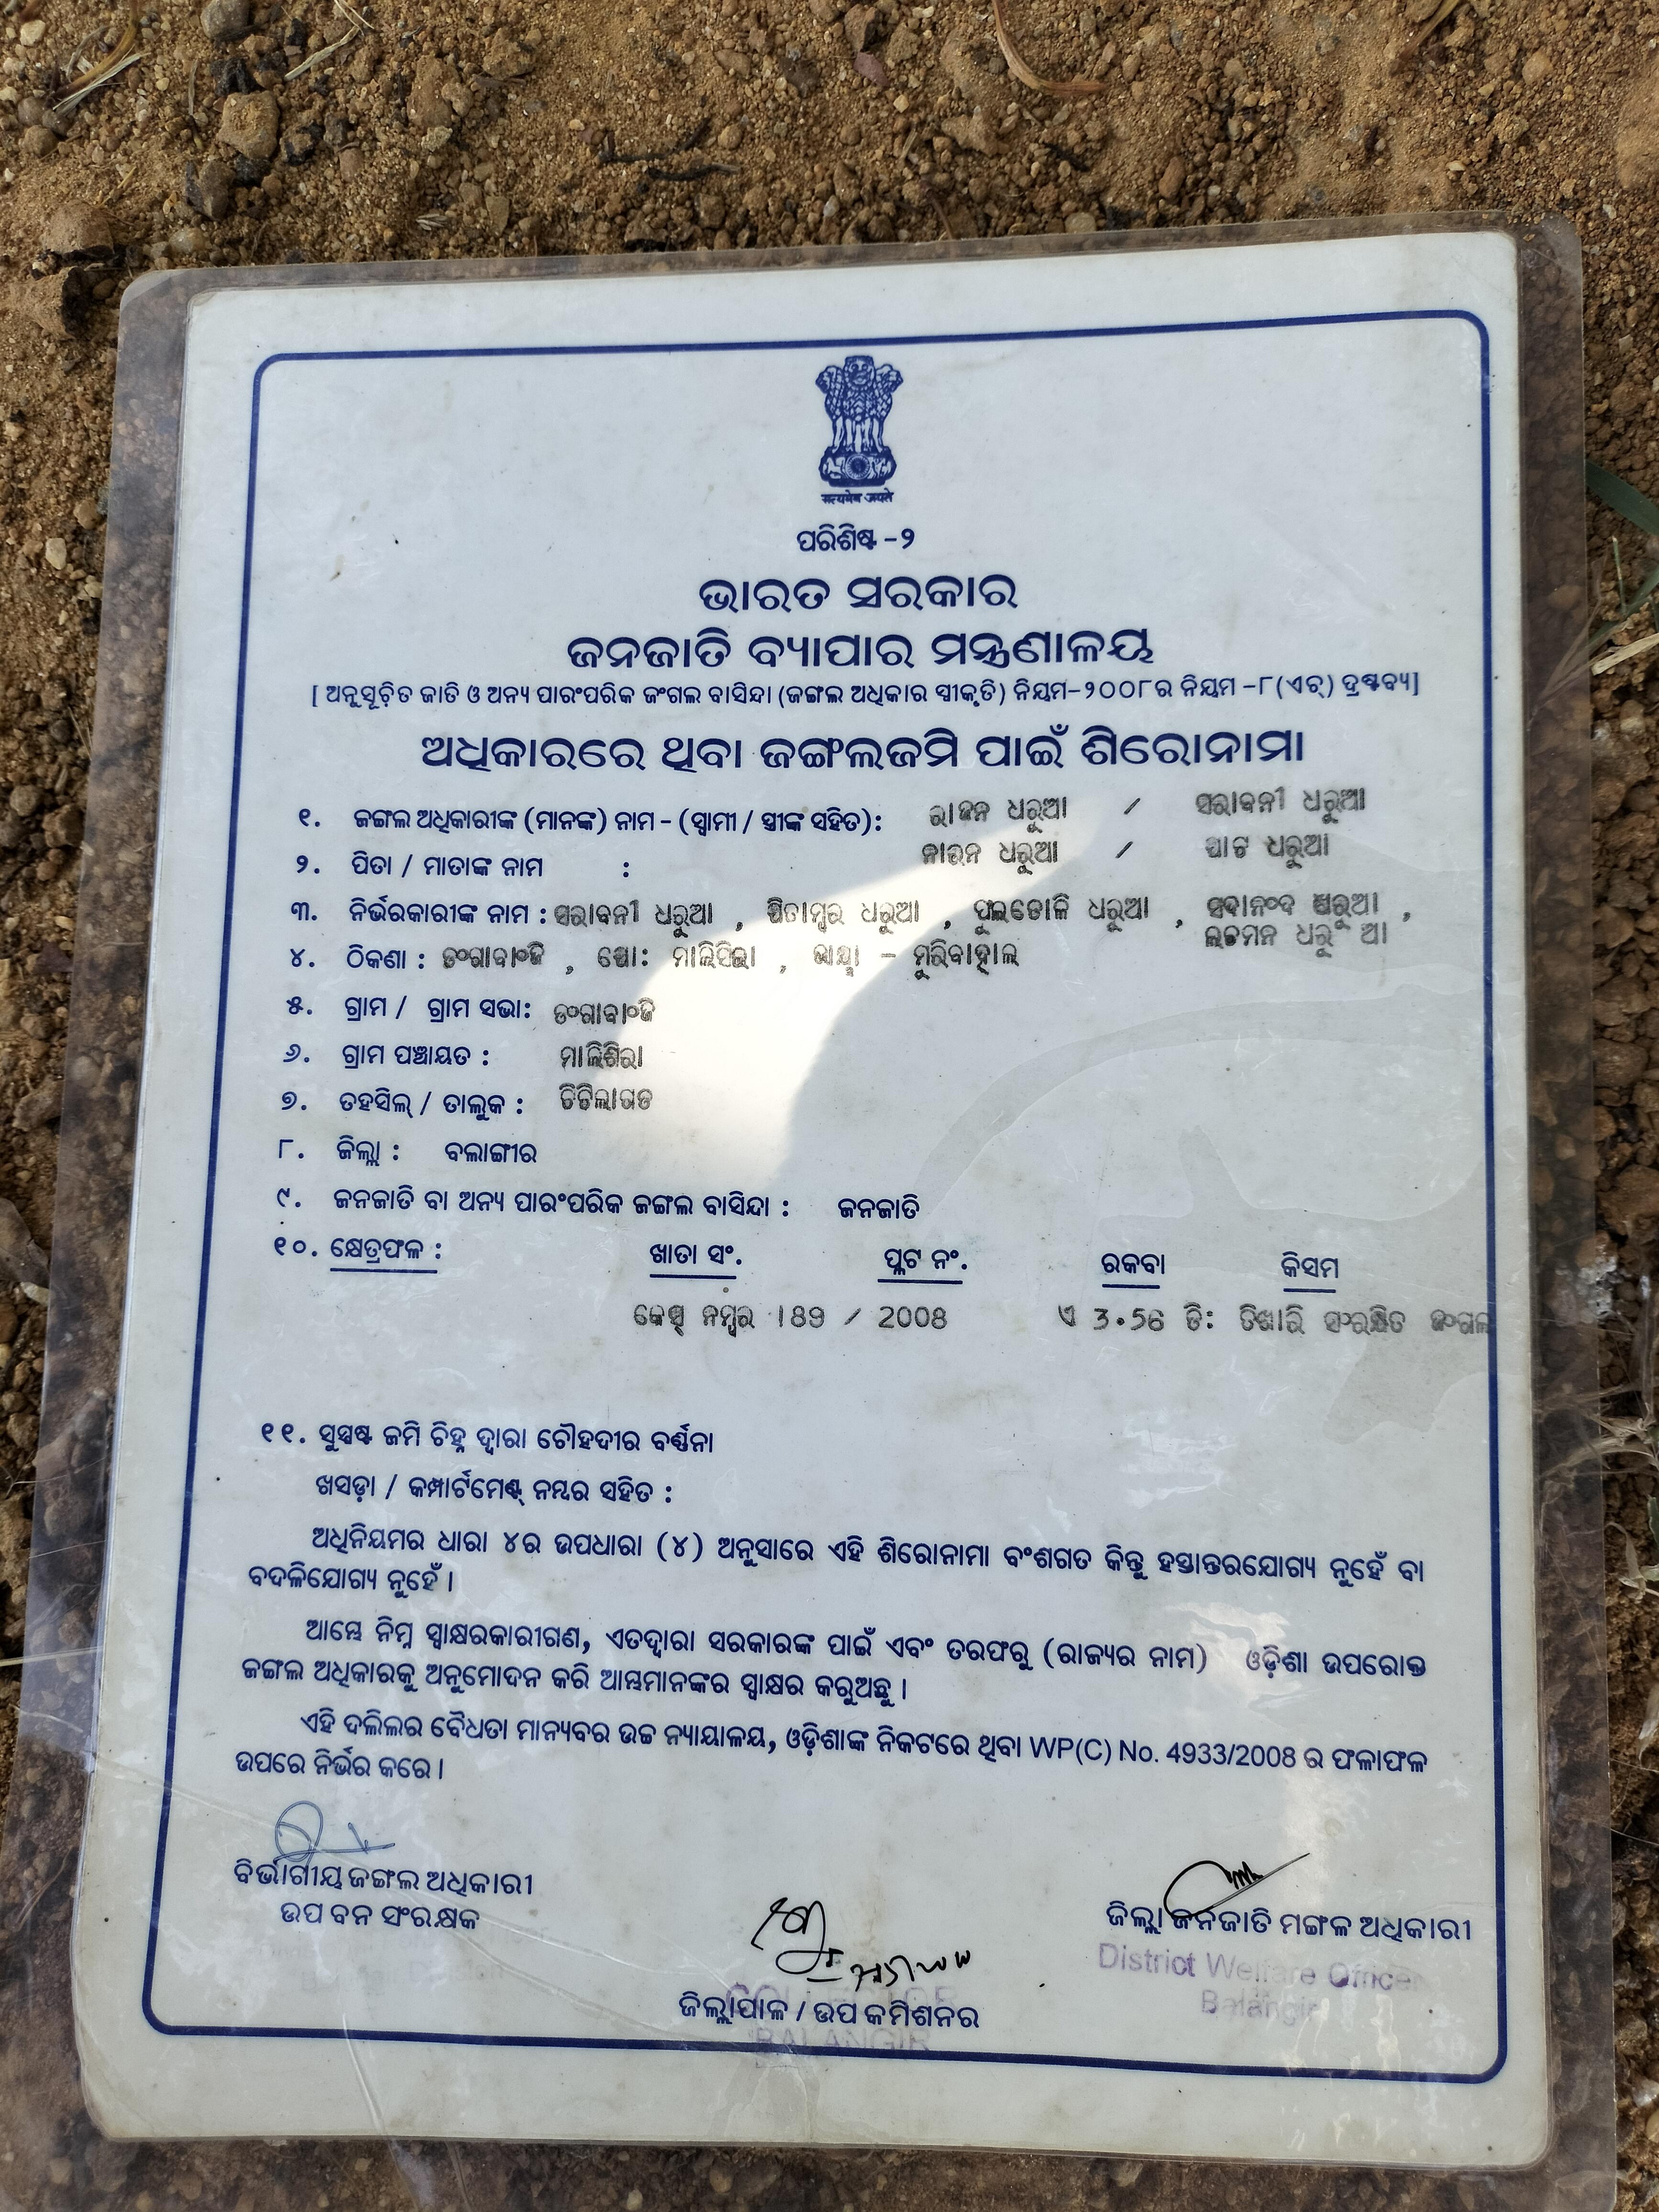 सत्यमेव जयते
ପରିଶିଷ୍ଟ -୨
ଭାରତ ସରକାର
ଜନଜାତି ବ୍ୟାପାର ମନ୍ତ୍ରଣାଳୟ
[ ଅନୁସୂଚିତ ଜାତି ଓ ଅନ୍ୟ ପାରଂପରିକ ଜଂଗଲ ବାସିନ୍ଦା (ଜଙ୍ଗଲ ଅଧିକାର ସ୍ୱୀକୃତି) ନିୟମ-୨୦୦୮ର ନିୟମ -୮(ଏଚ୍) ଦ୍ରଷ୍ଟବ୍ୟ]
ଅଧିକାରରେ ଥିବା ଜଙ୍ଗଲଜମି ପାଇଁ ଶିରୋନାମା
୧. ଜଙ୍ଗଲ ଅଧିକାରୀଙ୍କ (ମାନଙ୍କ) ନାମ - (ସ୍ୱାମୀ / ସ୍ତ୍ରୀଙ୍କ ସହିତ): ରାଜନ ଧରୁଆ / ସରାବନୀ ଧରୁଆ
୨. ପିତା / ମାତାଙ୍କ ନାମ : ଧରୁଆ / ପାଟ ଧରୁଆ
୩. ନିର୍ଭରକାରୀଙ୍କ ନାମ : ସରାବନୀ ଧରୁଆ , ପିତାମ୍ବର ଧରୁଆ , ଧରୁଆ , ସଦାନଂଦ ଧରୁଆ ,
ଲଚମନ ଧରୁ ଆ
୪. ଠିକଣା : ଡଂଗାବାଂଜି , ପୋ: , – ମୁରିବାହାଲ
୫. ଗ୍ରାମ / ଗ୍ରାମ ସଭା: ଡଂଗାବାଂଜି
୬. ଗ୍ରାମ ପଞ୍ଚାୟତ : ମାଲିଶିରା
୭. ତହସିଲ୍ / ତାଲୁକ : ଟିଟିଲାଗଡ
୮. ଜିଲ୍ଲା : ବଲାଙ୍ଗୀର
୯. ଜନଜାତି ବା ଅନ୍ୟ ପାରଂପରିକ ଜଙ୍ଗଲ ବାସିନ୍ଦା : ଜନଜାତି
୧୦. କ୍ଷେତ୍ରଫଳ : ଖାତା ସଂ. ପ୍ଲଟ ନଂ. ରକବା କିସମ
କେସ୍ ନମ୍ବର 189 / 2008 ଏ 3.56 ଡି: ସଂରକ୍ଷିତ ଜଂଗଲ
୧୧. ସୁସ୍ପଷ୍ଟ ଜମି ଚିହ୍ନ ଦ୍ୱାରା ଚୌହଦୀର ବର୍ଣ୍ଣନା
ଖସଡ଼ା / କମ୍ପାର୍ଟମେଣ୍ଟ୍ ନମ୍ବର ସହିତ :
ଅଧିନିୟମର ଧାରା ୪ର ଉପଧାରା (୪) ଅନୁସାରେ ଏହି ଶିରୋନାମା ବଂଶଗତ କିନ୍ତୁ ହସ୍ତାନ୍ତରଯୋଗ୍ୟ ନୁହେଁ ବା
ବଦଳିଯୋଗ୍ୟ ନୁହେଁ ।
ଆମ୍ଭେ ନିମ୍ନ ସ୍ୱାକ୍ଷରକାରୀଗଣ, ଏତଦ୍ୱାରା ସରକାରଙ୍କ ପାଇଁ ଏବଂ ତରଫରୁ (ରାଜ୍ୟର ନାମ) ଓଡ଼ିଶା ଉପରୋକ୍ତ
ଜଙ୍ଗଲ ଅଧିକାରକୁ ଅନୁମୋଦନ କରି ଆମ୍ଭମାନଙ୍କର ସ୍ୱାକ୍ଷର କରୁଅଛୁ ।
ଏହି ଦଲିଲର ବୈଧତା ମାନ୍ୟବର ଉଚ୍ଚ ନ୍ୟାୟାଳୟ, ଓଡ଼ିଶାଙ୍କ ନିକଟରେ ଥିବା WP(C) No. 4933/2008 ର ଫଳାଫଳ
ଉପରେ ନିର୍ଭର କରେ ।
ବିର୍ଭାଗୀୟ ଜଙ୍ଗଲ ଅଧିକାରୀ
ଉପ ବନ ସଂରକ୍ଷକ
ଜିଲ୍ଲା ଜନଜାତି ମଙ୍ଗଳ ଅଧିକାରୀ
District Welfare Officer
Balangir
COLLECTOR
ଜିଲ୍ଲାପାଳ / ଉପ କମିଶନର
BALANGIR